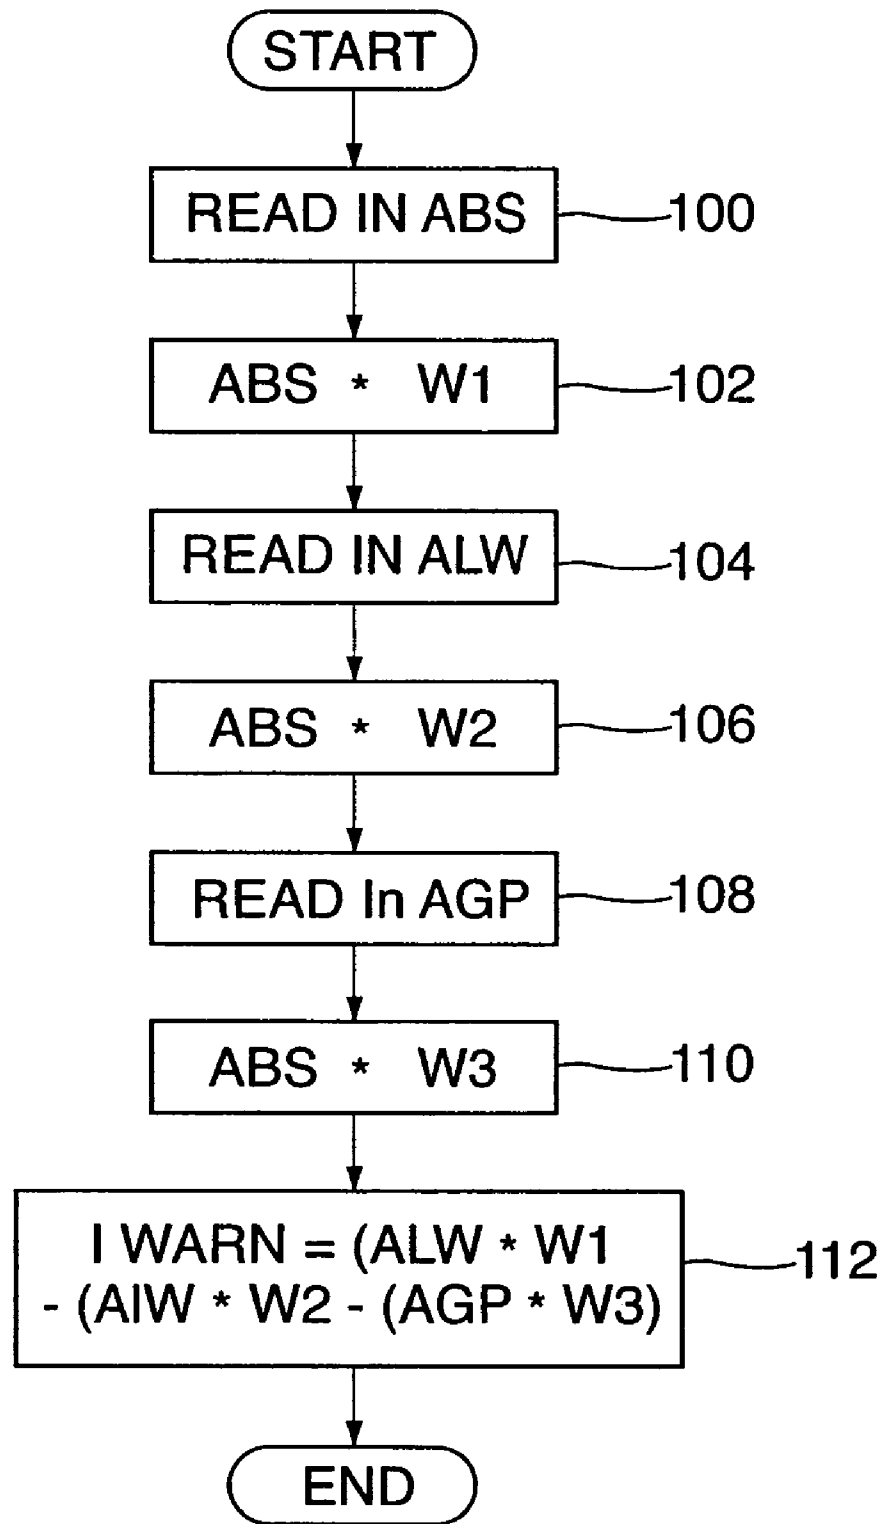 START
READ IN ABS
100
ABS * W1
102
READ IN ALW
104
ABS * W2
106
READ In AGP
108
ABS * W3
110
I WARN = (ALW * W1
- (AIW * W2 - (AGP * W3)
112
END